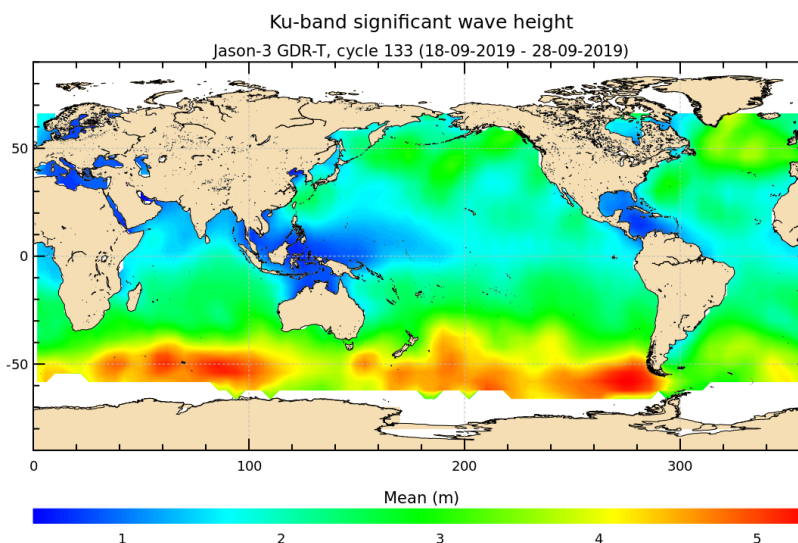 Ku-band significant wave height
Jason-3 GDR-T, cycle 133 (18-09-2019 - 28-09-2019)
50
0
-50
0 100 200 300
Mean (m)
1 2 3 4 5